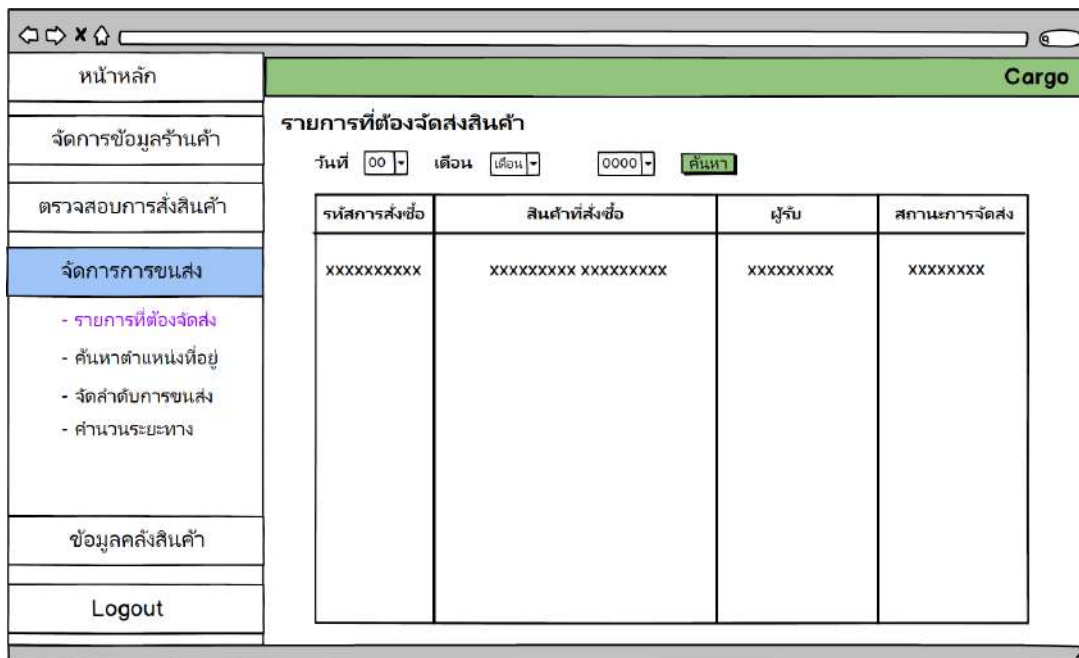 Cargo
หน้าหลัก
จัดการข้อมูลร้านค้า
ตรวจสอบการสั่งสินค้า
จัดการการขนส่ง
- รายการที่ต้องจัดส่ง
- ค้นหาตำแหน่งที่อยู่
- จัดลำดับการขนส่ง
- คำนวนระยะทาง
ข้อมูลคลังสินค้า
Logout
รายการที่ต้องจัดส่งสินค้า
วันที่ 00 เดือน เดือน 0000 ค้นหา
รหัสการสั่งซื้อ สินค้าที่สั่งซื้อ ผู้รับ สถานะการจัดส่ง
xxxxxxxxxx xxxxxxxxx xxxxxxxxx xxxxxxxxx xxxxxxxx